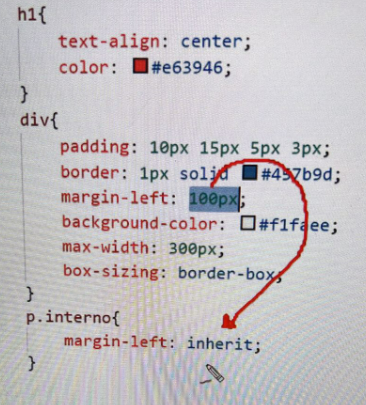 h1{
text-align: center;
color: #e63946;
}
div{
padding: 10px 15px 5px 3px;
border: 1px solid #457b9d;
margin-left: 100px;
background-color: #f1faee;
max-width: 300px;
box-sizing: border-box;
}
p.interno{
margin-left: inherit;
}